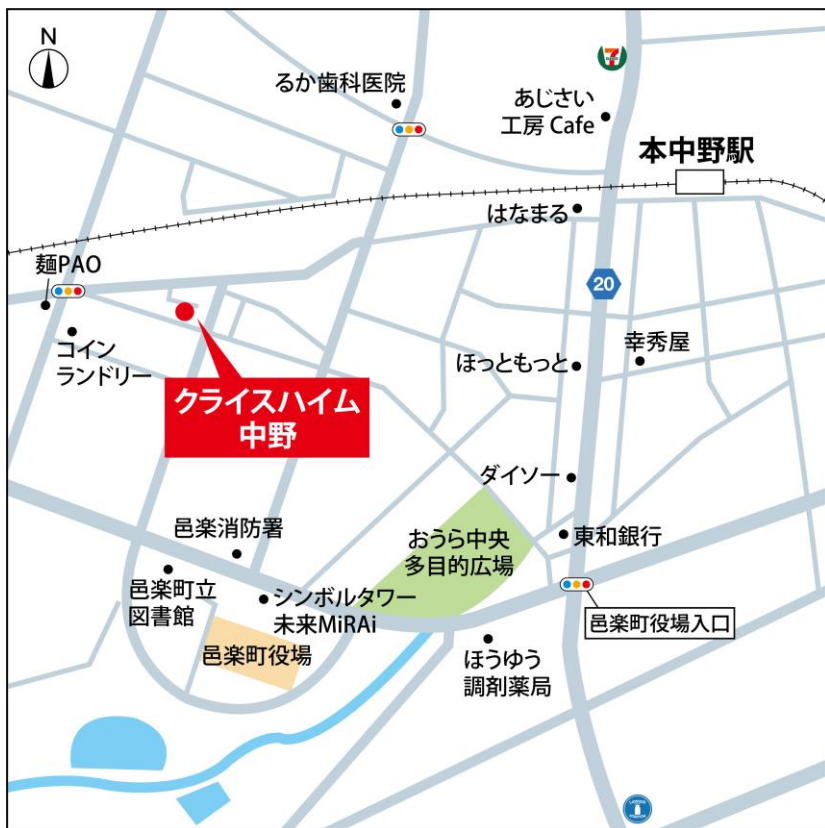 N
るか歯科医院
あじさい
工房 Cafe
本中野駅
はなまる
麺PAO
20
コイン
ランドリー
ほっともっと
幸秀屋
クライスハイム
中野
ダイソー
邑楽消防署
おうら中央
多目的広場
東和銀行
邑楽町立
図書館
シンボルタワー
未来MiRAi
邑楽町役場入口
邑楽町役場
ほうゆう
調剤薬局